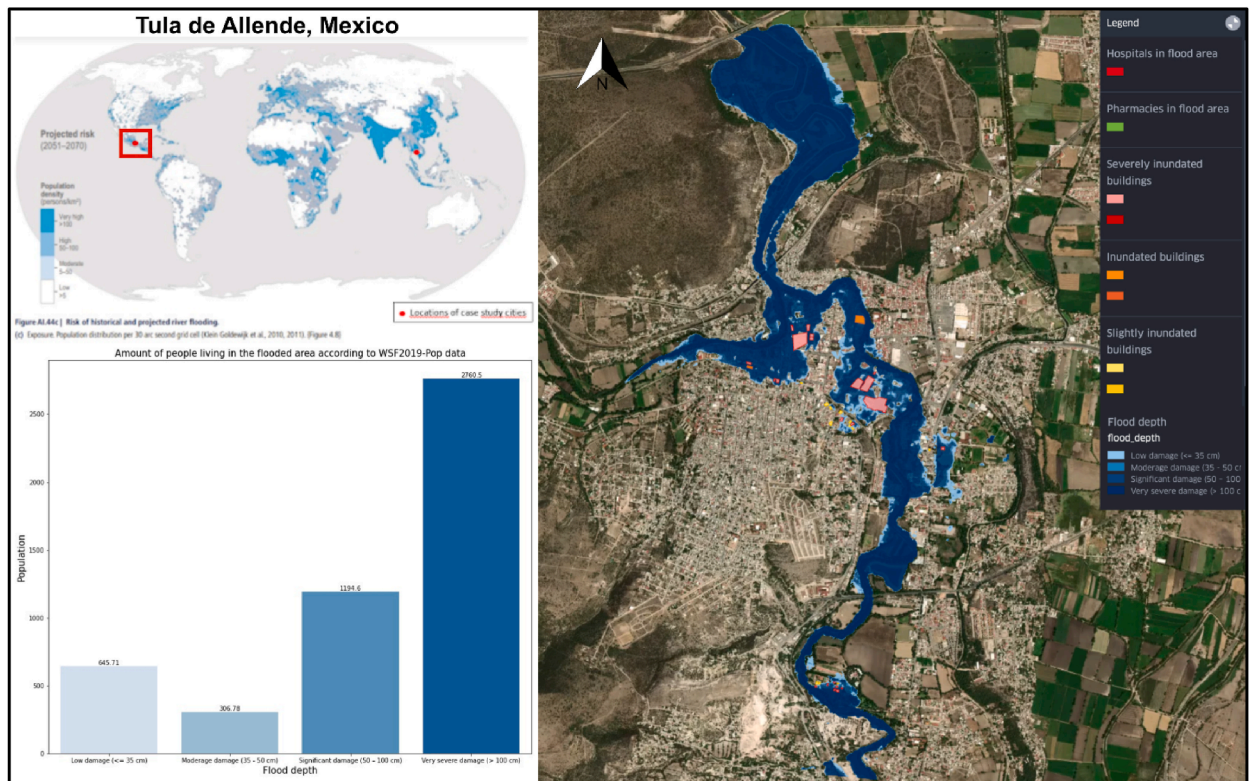 Tula de Allende, Mexico
Projected risk
(2051–2070)
Population
density
(persons/km²)
Very high
>100
High
50–100
Moderate
5–50
Low
<5
Locations of case study cities
Figure AI.44c | Risk of historical and projected river flooding.
(c) Exposure: Population distribution per 30 arc second grid cell (Klein Goldewijk et al., 2010, 2011). {Figure 4.8}
Amount of people living in the flooded area according to WSF2019-Pop data
Population
2500
2000
1500
1000
500
0
645.71
306.78
1194.6
2760.5
Low damage (<= 35 cm)
Moderage damage (35 - 50 cm)
Significant damage (50 - 100 cm)
Very severe damage (> 100 cm)
Flood depth
N
Legend
Hospitals in flood area
Pharmacies in flood area
Severely inundated
buildings
Inundated buildings
Slightly inundated
buildings
Flood depth
flood_depth
Low damage (<= 35 cm)
Moderage damage (35 - 50 c
Significant damage (50 - 100
Very severe damage (> 100 c